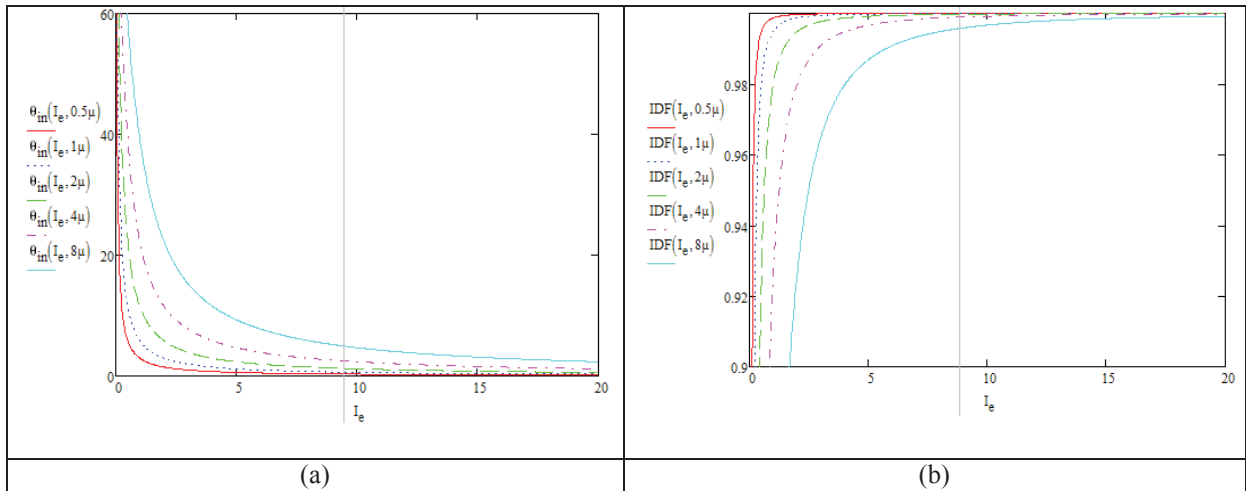 60
40
20
0
θin(Ie,0.5μ)
θin(Ie,1μ)
θin(Ie,2μ)
θin(Ie,4μ)
θin(Ie,8μ)
0 5 10 15 20
Ie
0.98
0.96
0.94
0.92
0.9
IDF(Ie,0.5μ)
IDF(Ie,1μ)
IDF(Ie,2μ)
IDF(Ie,4μ)
IDF(Ie,8μ)
0 5 10 15 20
Ie
(a) (b)